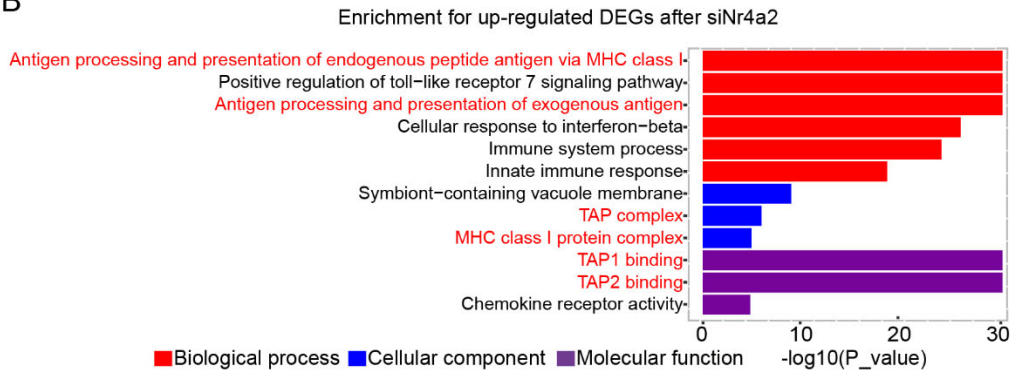 B
Enrichment for up-regulated DEGs after siNr4a2
Antigen processing and presentation of endogenous peptide antigen via MHC class I
Positive regulation of toll−like receptor 7 signaling pathway
Antigen processing and presentation of exogenous antigen
Cellular response to interferon−beta
Immune system process
Innate immune response
Symbiont−containing vacuole membrane
TAP complex
MHC class I protein complex
TAP1 binding
TAP2 binding
Chemokine receptor activity
0 10 20 30
Biological process Cellular component Molecular function -log10(P_value)